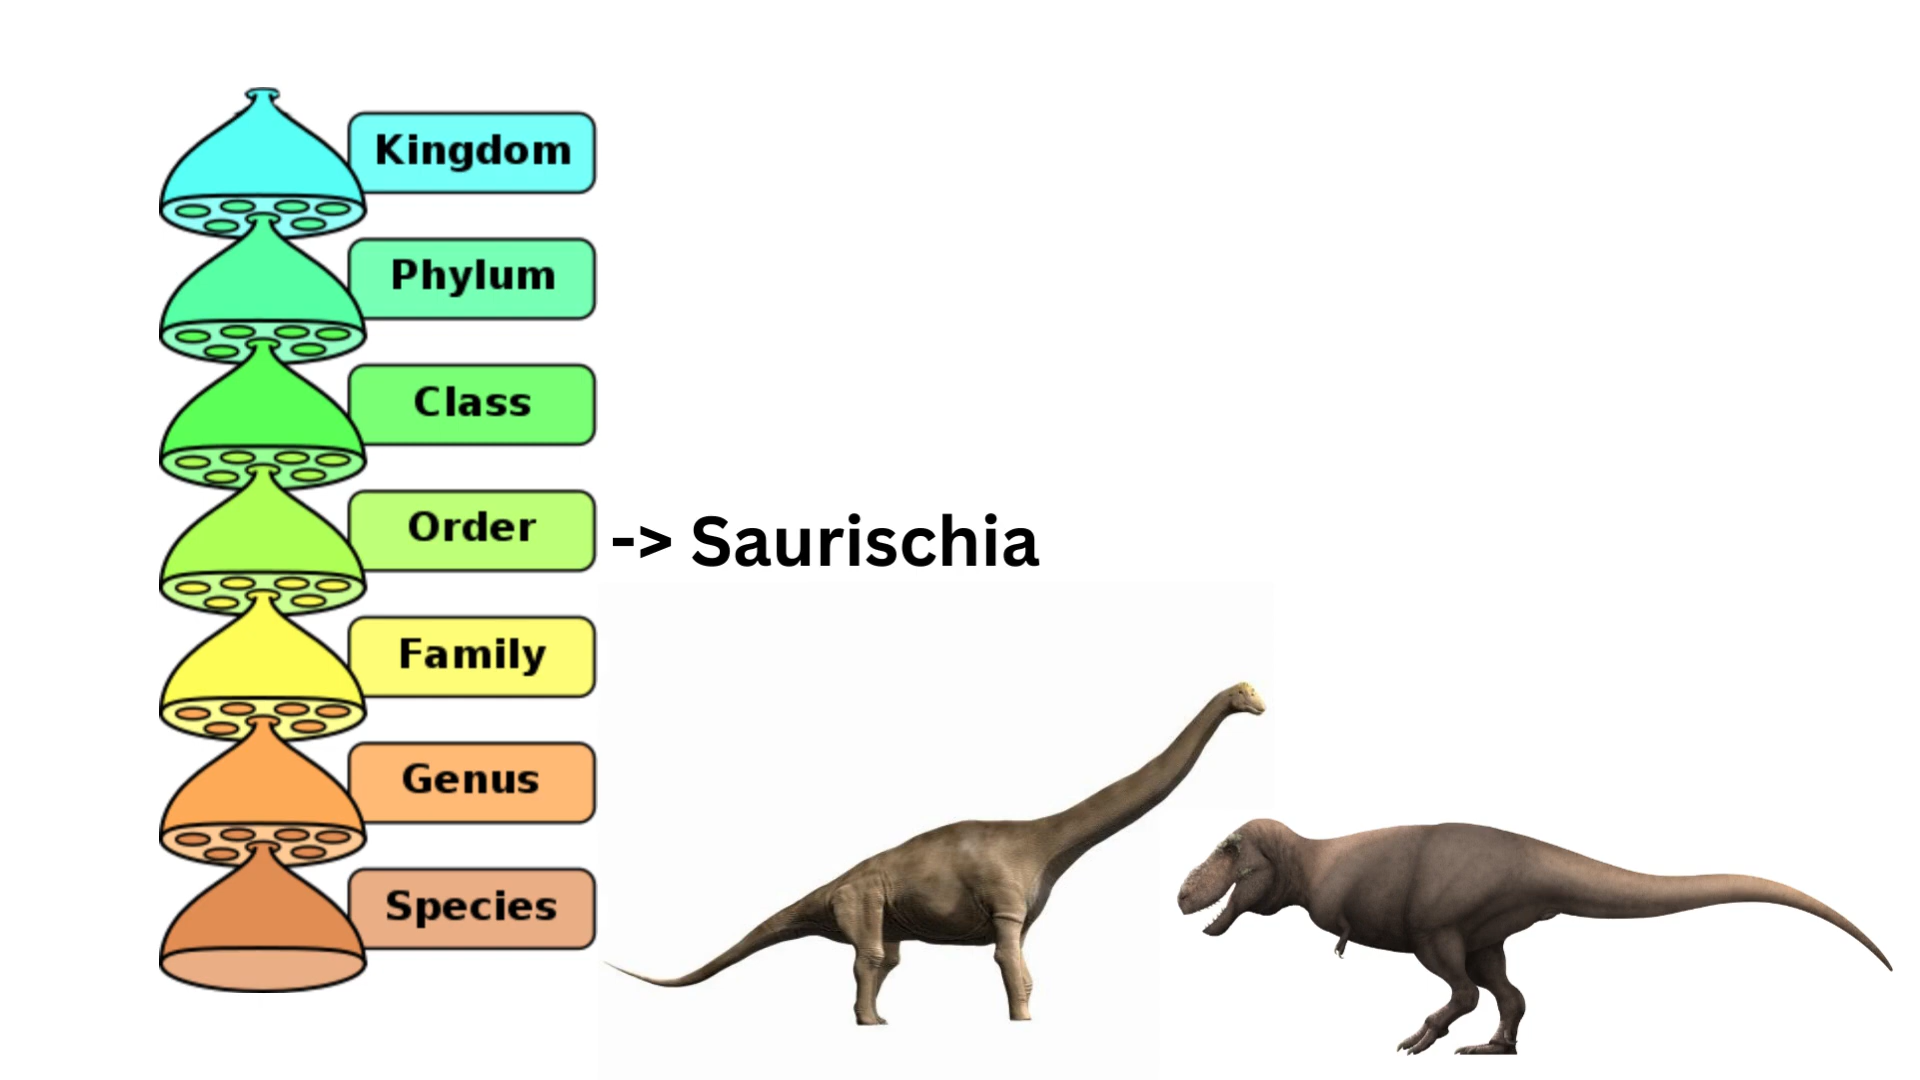 Kingdom
Phylum
Class
Order
-> Saurischia
Family
Genus
Species